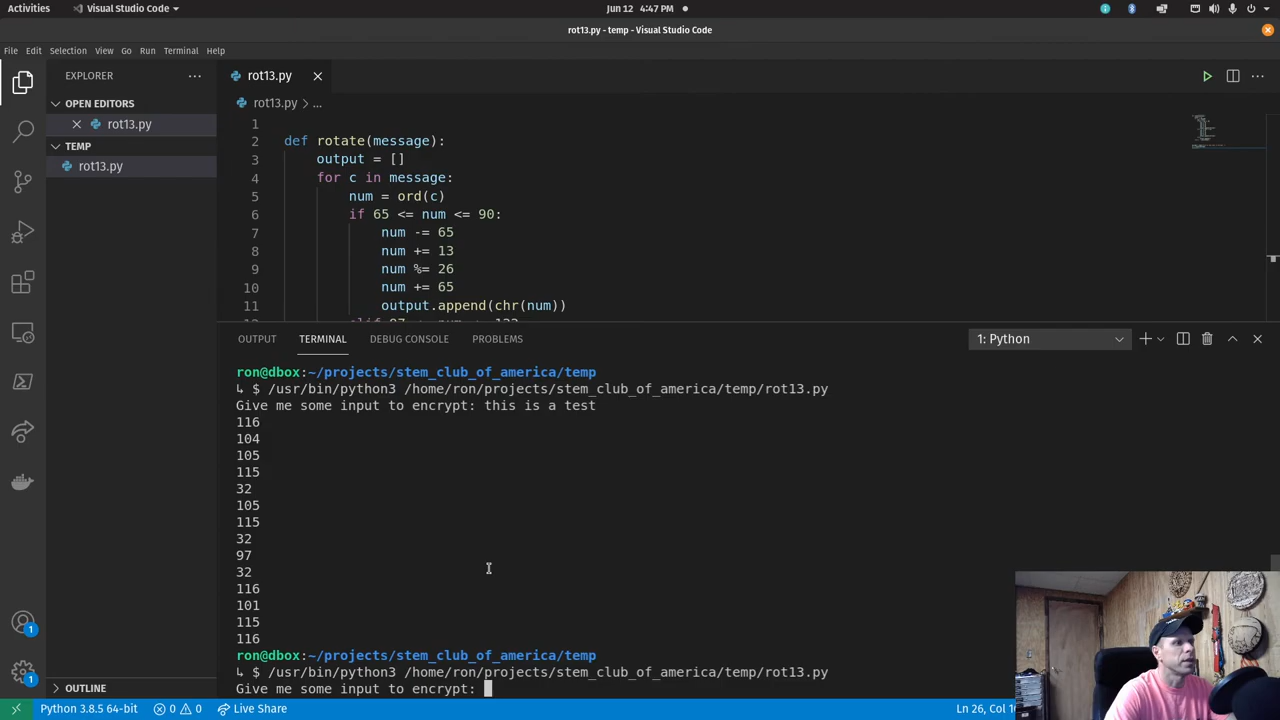 Activities Visual Studio Code Jun 12 4:47 PM
rot13.py - temp - Visual Studio Code
File Edit Selection View Go Run Terminal Help
EXPLORER ... rot13.py
OPEN EDITORS rot13.py > ...
rot13.py
TEMP
rot13.py
1
2 def rotate(message):
3 output = []
4 for c in message:
5 num = ord(c)
6 if 65 <= num <= 90:
7 num -= 65
8 num += 13
9 num %= 26
10 num += 65
11 output.append(chr(num))
OUTPUT TERMINAL DEBUG CONSOLE PROBLEMS 1: Python
ron@dbox:~/projects/stem_club_of_america/temp
↳ $ /usr/bin/python3 /home/ron/projects/stem_club_of_america/temp/rot13.py
Give me some input to encrypt: this is a test
116
104
105
115
32
105
115
32
97
32
116
101
115
116
ron@dbox:~/projects/stem_club_of_america/temp
↳ $ /usr/bin/python3 /home/ron/projects/stem_club_of_america/temp/rot13.py
Give me some input to encrypt:
1
OUTLINE
Python 3.8.5 64-bit 0 0 Live Share Ln 26, Col